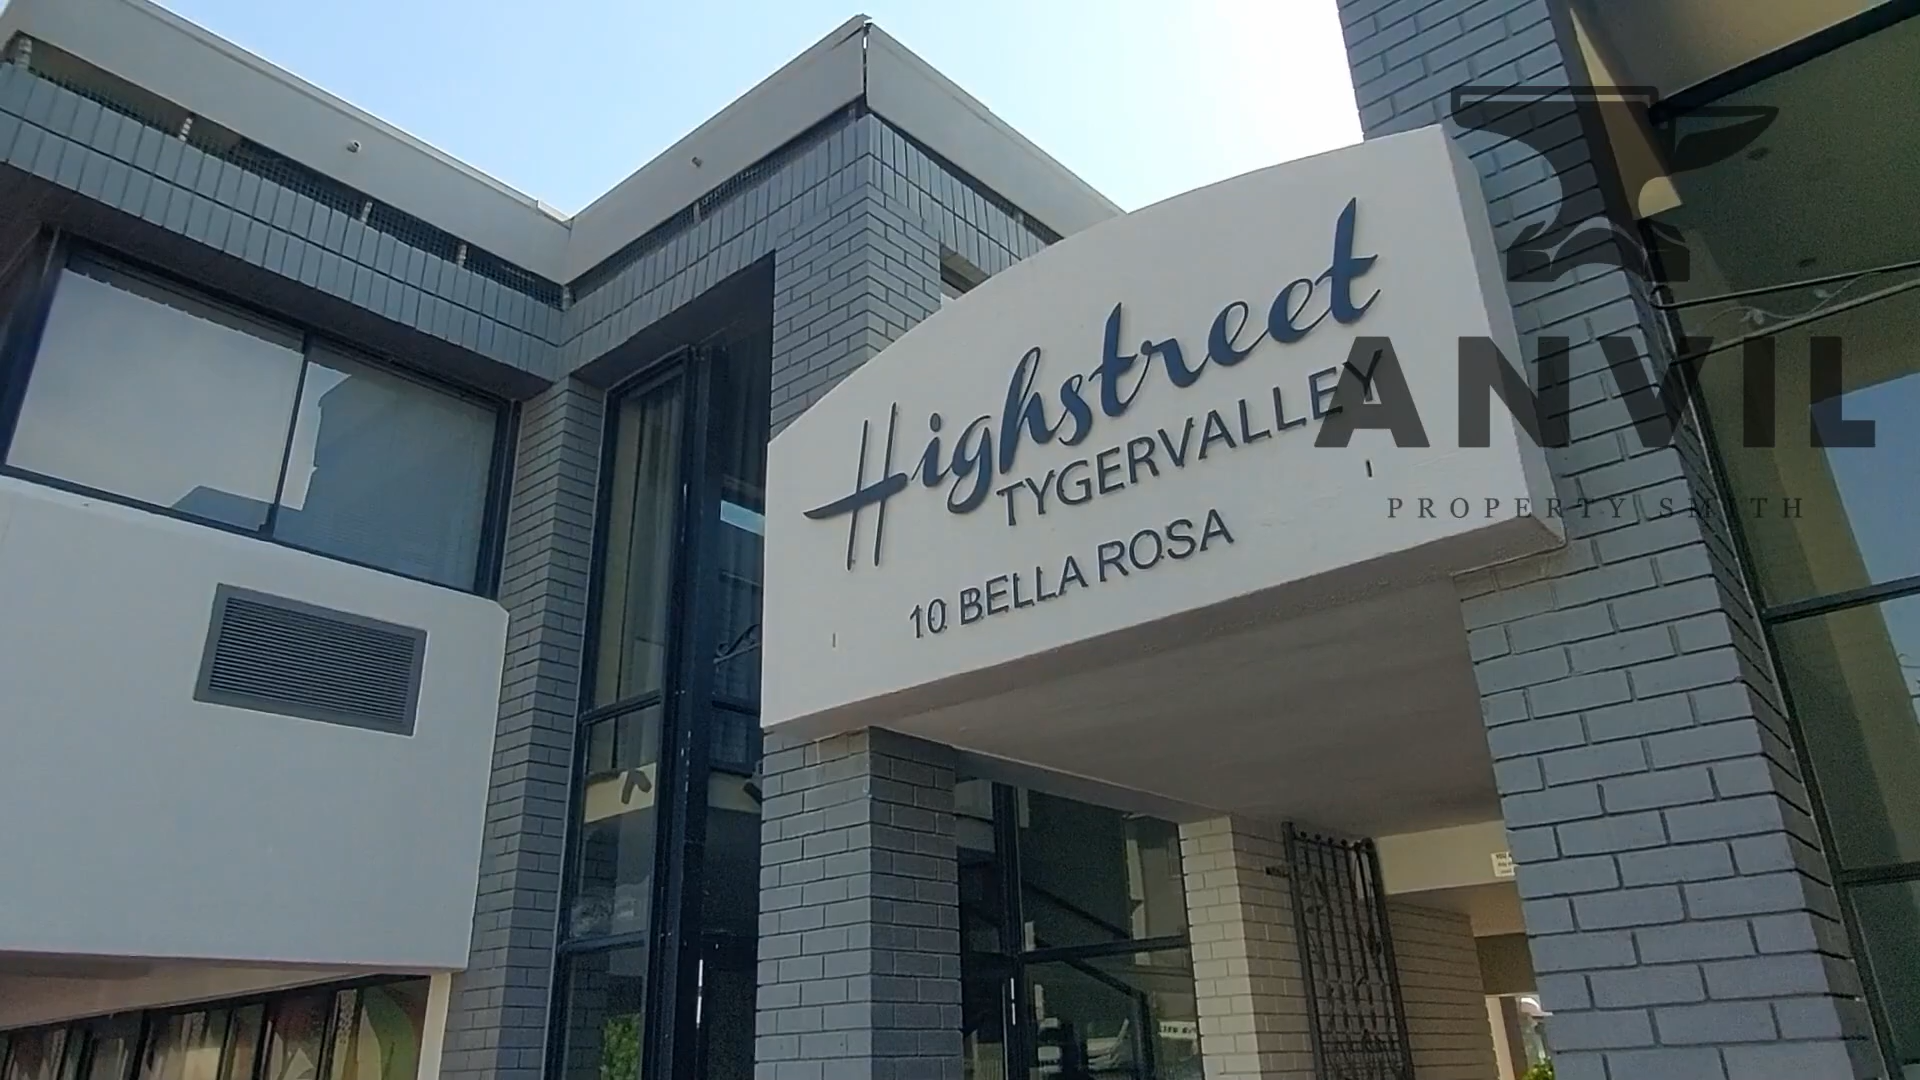 Highstreet
TYGERVALLEY
10 BELLA ROSA
ANVIL
PROPERTY SMITH